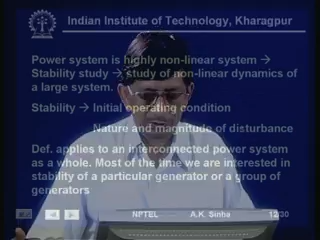 Indian Institute of Technology, Kharagpur
Power system is highly non-linear system →
Stability study → study of non-linear dynamics of
a large system.
Stability → Initial operating condition
Nature and magnitude of disturbance
Def. applies to an interconnected power system
as a whole. Most of the time we are interested in
stability of a particular generator or a group of
generators
NPTEL A.K. Sinha 12/30